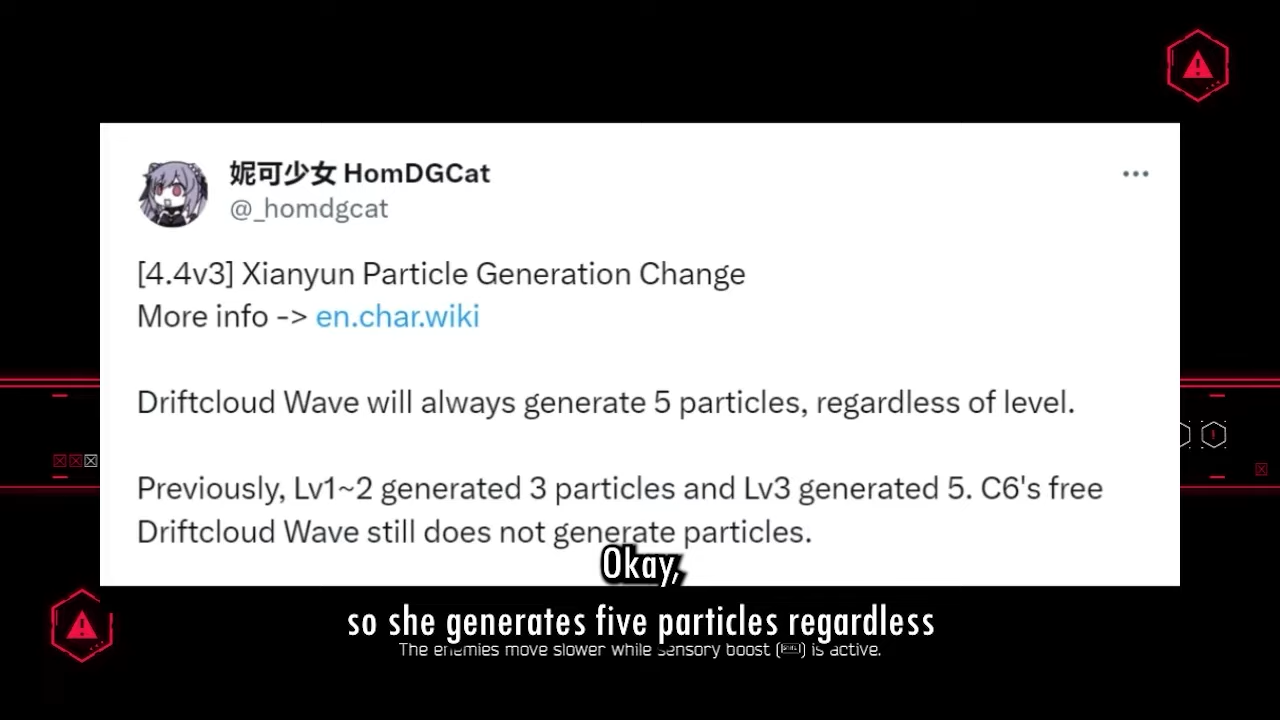 妮可少女 HomDGCat
@_homdgcat
[4.4v3] Xianyun Particle Generation Change
More info -> en.char.wiki
Driftcloud Wave will always generate 5 particles, regardless of level.
Previously, Lv1~2 generated 3 particles and Lv3 generated 5. C6's free
Driftcloud Wave still does not generate particles.
Okay,
so she generates five particles regardless
The enemies move slower while sensory boost () is active.